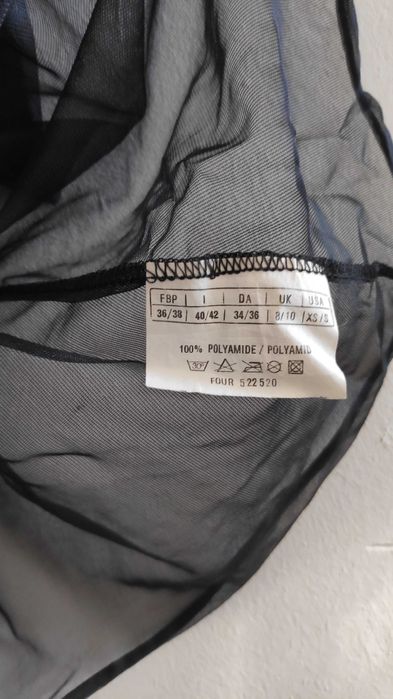 FBP I DA UK USA
36/38 40/42 34/36 8/10 XS/S
100% POLYAMIDE / POLYAMID
30°
FOUR 522520